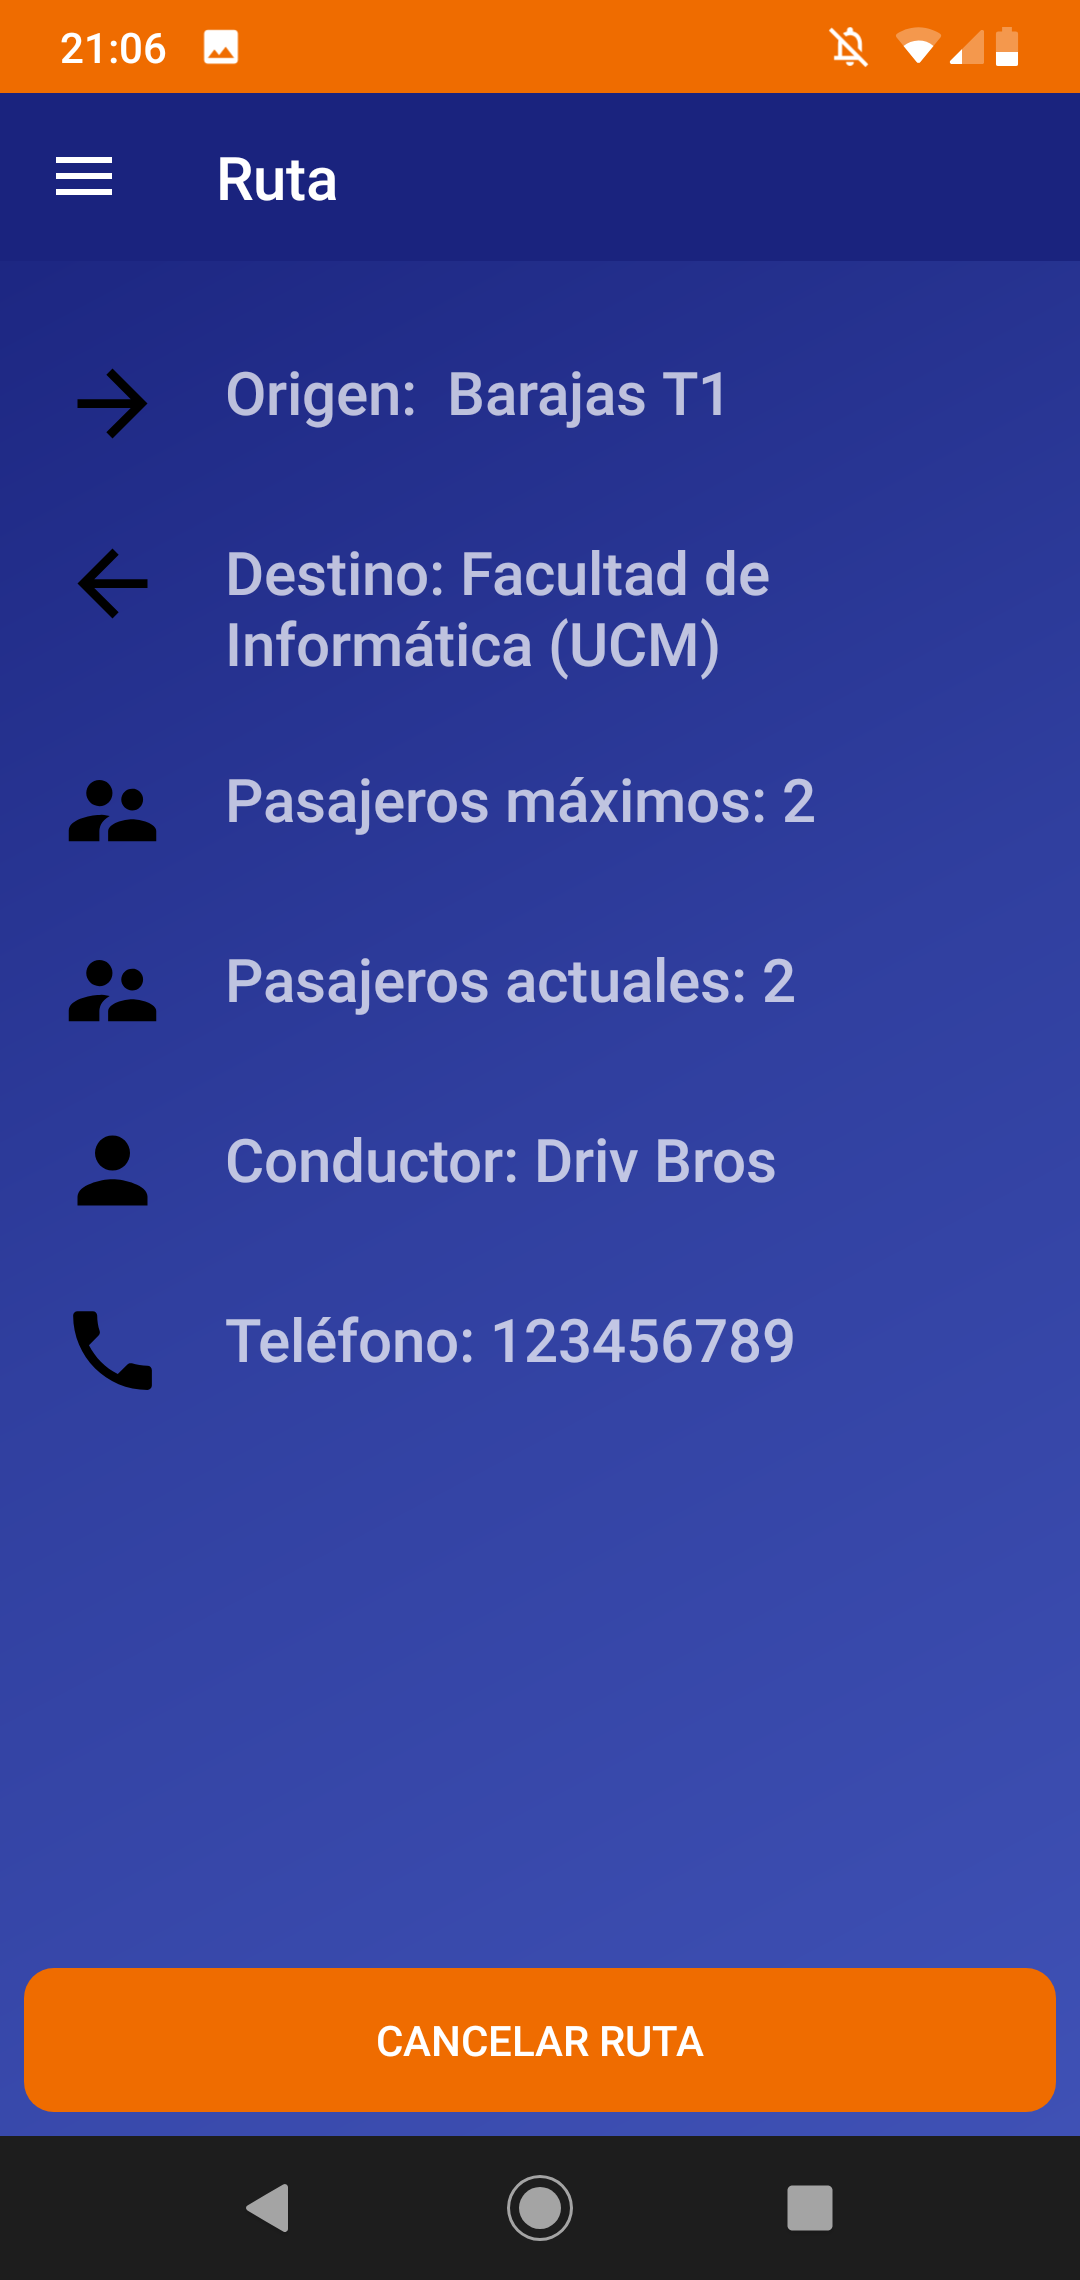 21:06
Ruta
Origen:  Barajas T1
Destino: Facultad de
Informática (UCM)
Pasajeros máximos: 2
Pasajeros actuales: 2
Conductor: Driv Bros
Teléfono: 123456789
CANCELAR RUTA